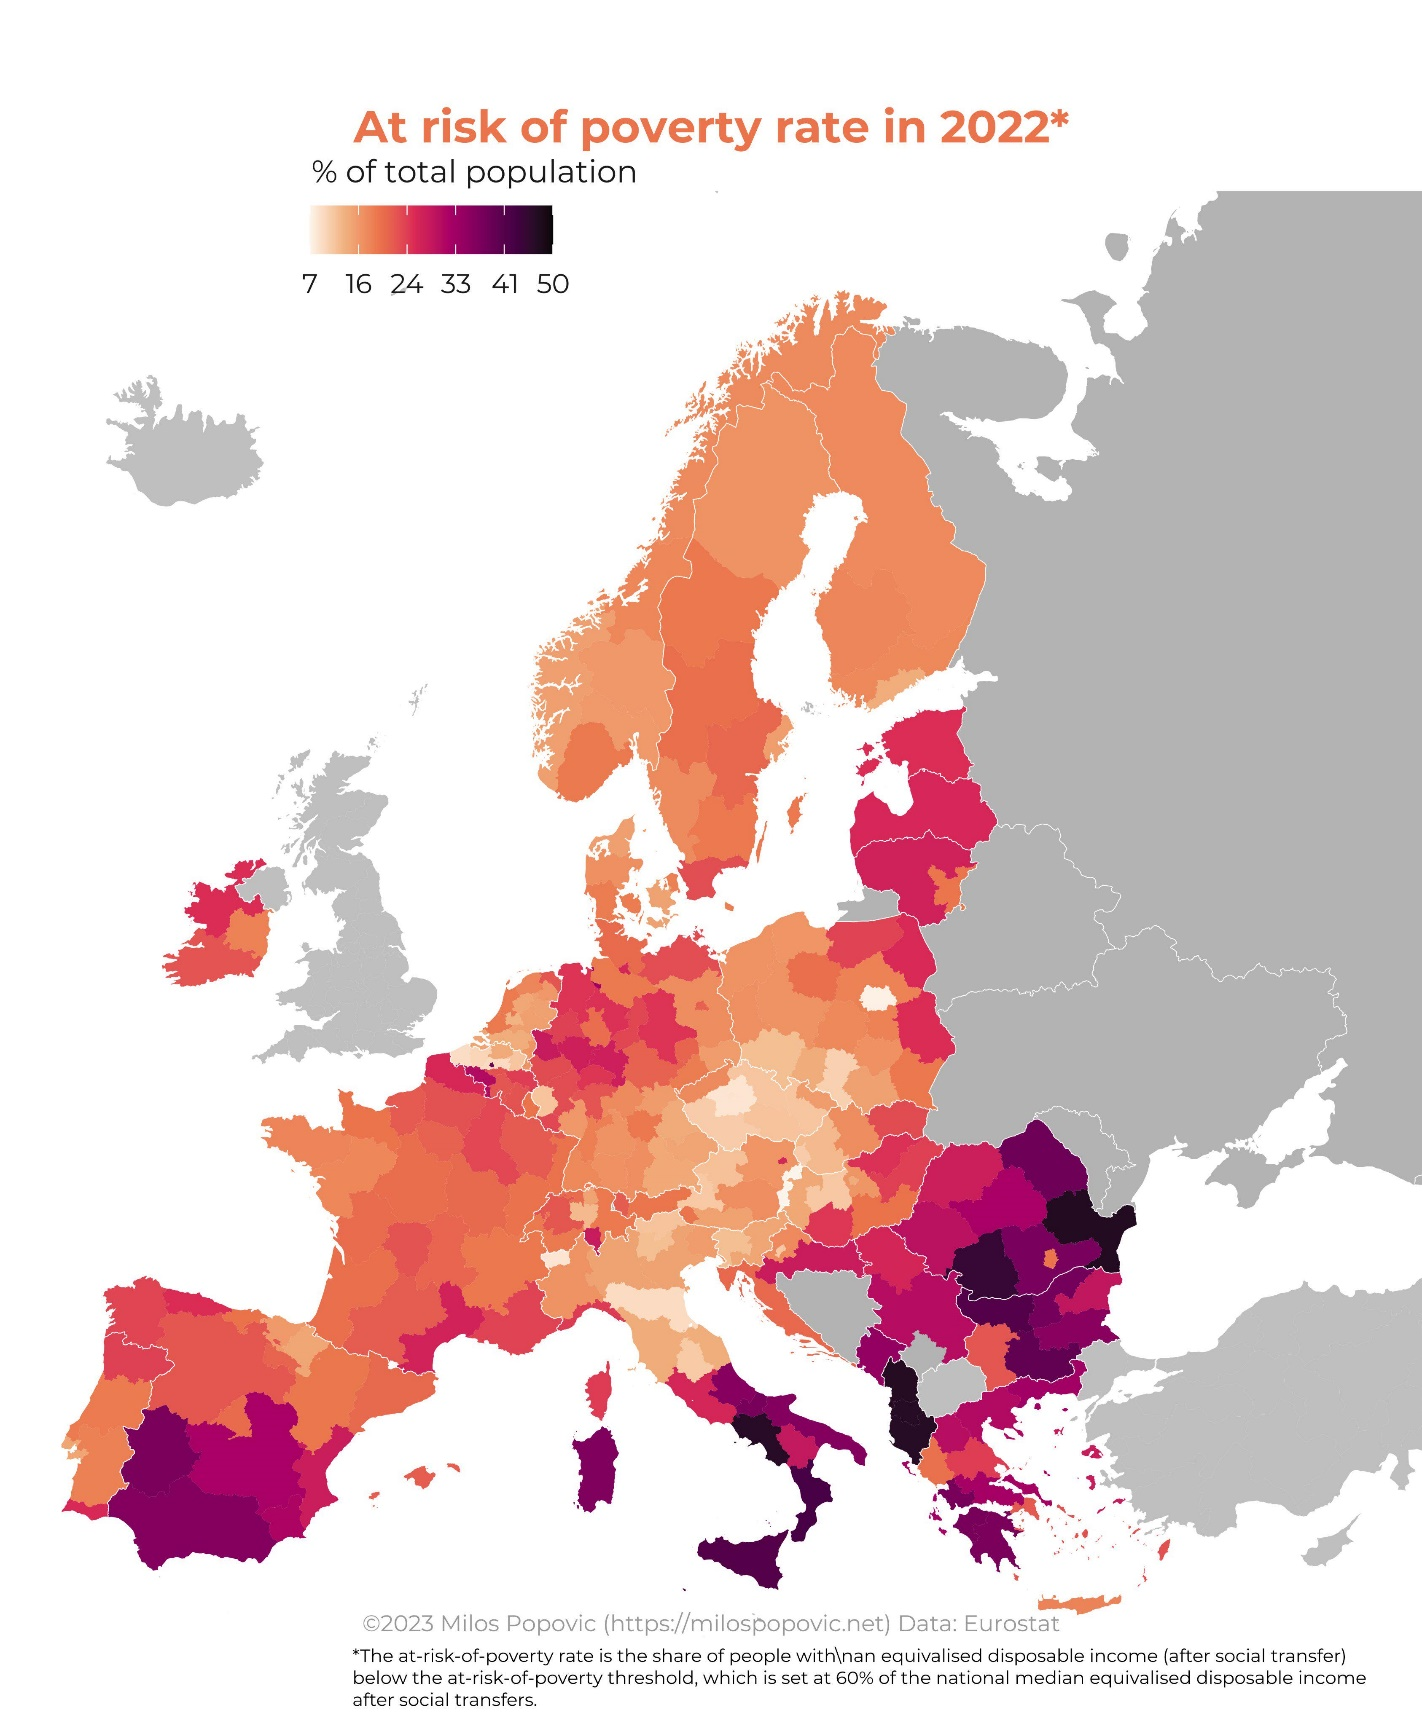 At risk of poverty rate in 2022*
% of total population
7 16 24 33 41 50
©2023 Milos Popovic (https://milospopovic.net) Data: Eurostat
*The at-risk-of-poverty rate is the share of people with\nan equivalised disposable income (after social transfer)
below the at-risk-of-poverty threshold, which is set at 60% of the national median equivalised disposable income
after social transfers.